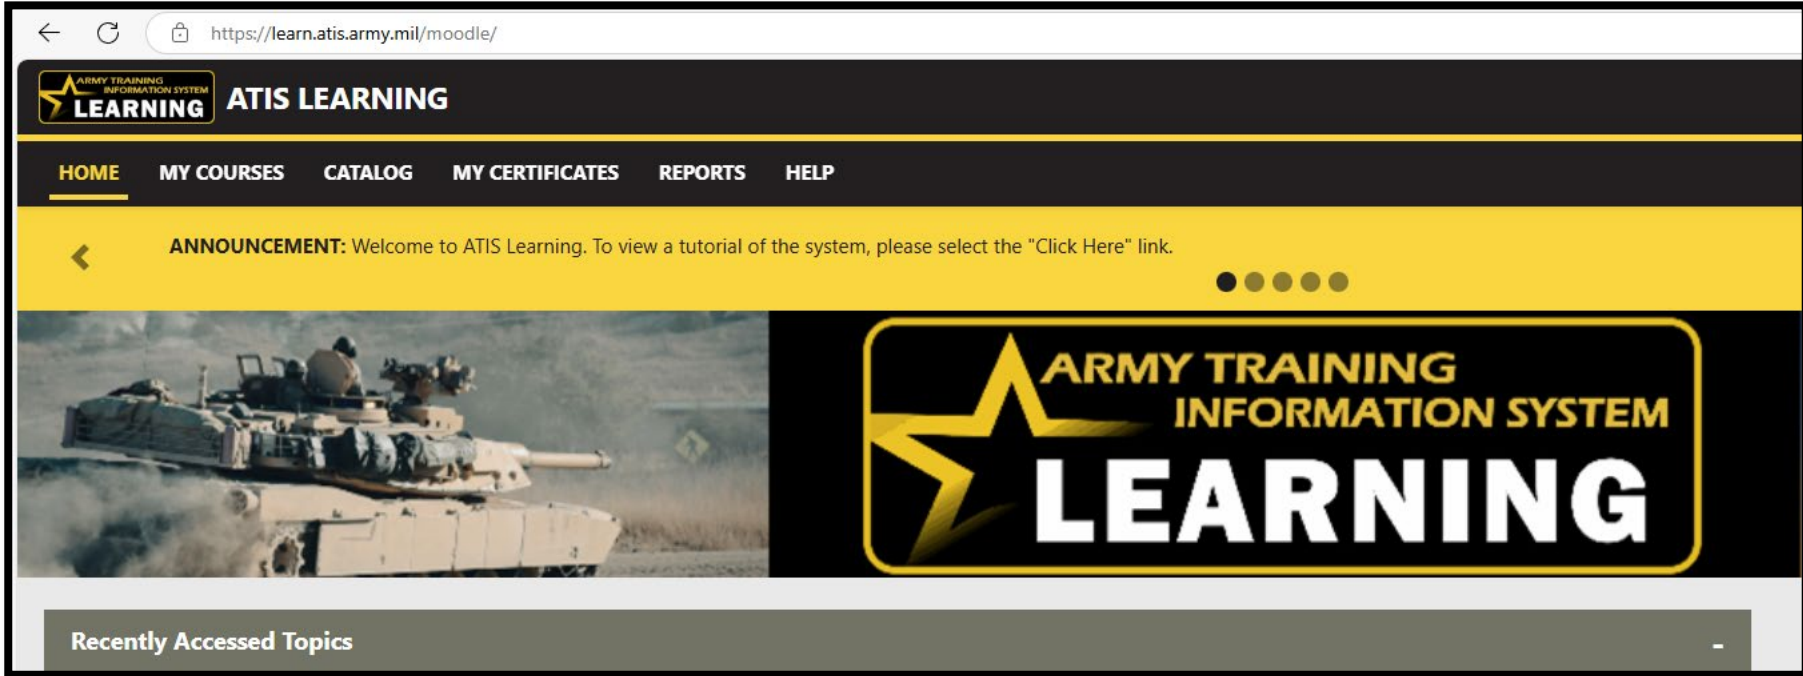 https://learn.atis.army.mil/moodle/
ARMY TRAINING
INFORMATION SYSTEM
LEARNING
ATIS LEARNING
HOME MY COURSES CATALOG MY CERTIFICATES REPORTS HELP
ANNOUNCEMENT: Welcome to ATIS Learning. To view a tutorial of the system, please select the "Click Here" link.
ARMY TRAINING
INFORMATION SYSTEM
LEARNING
Recently Accessed Topics -